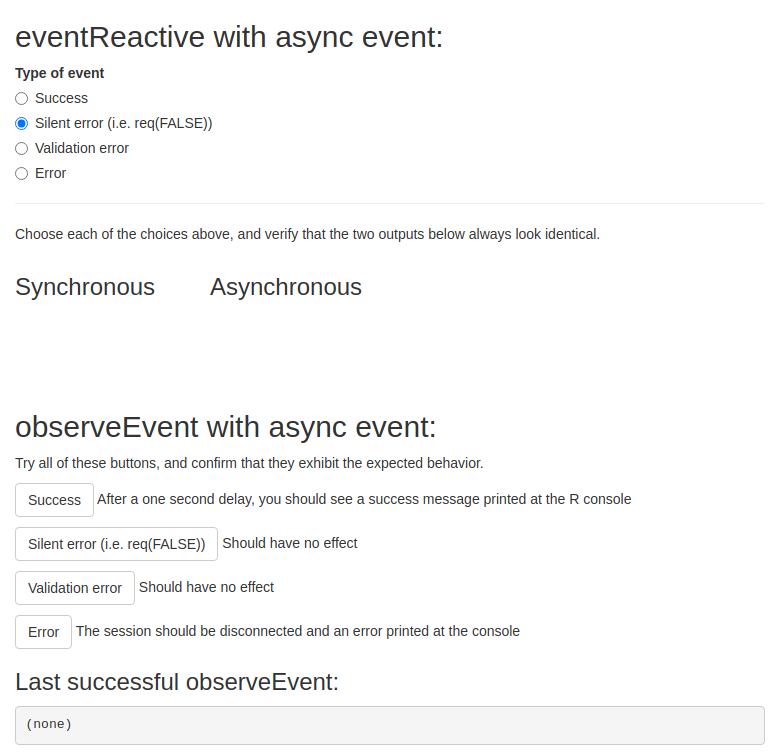 eventReactive with async event:
Type of event
Success
Silent error (i.e. req(FALSE))
Validation error
Error
Choose each of the choices above, and verify that the two outputs below always look identical.
Synchronous Asynchronous
observeEvent with async event:
Try all of these buttons, and confirm that they exhibit the expected behavior.
Success After a one second delay, you should see a success message printed at the R console
Silent error (i.e. req(FALSE)) Should have no effect
Validation error Should have no effect
Error The session should be disconnected and an error printed at the console
Last successful observeEvent:
(none)